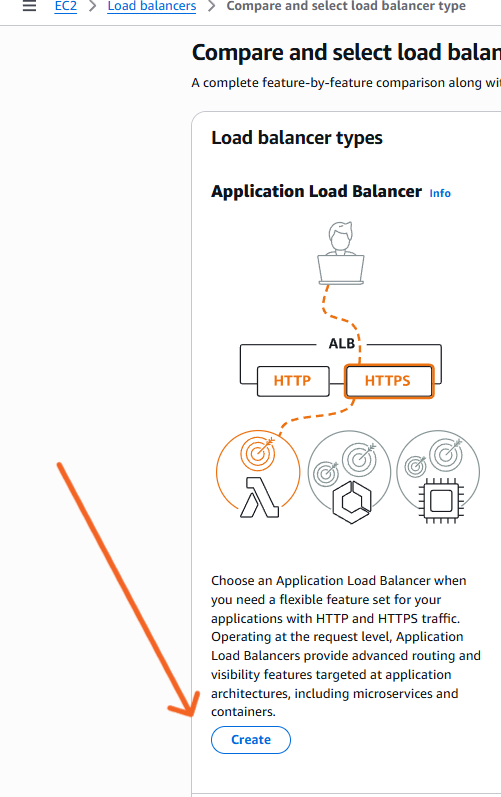 EC2 > Load balancers > Compare and select load balancer type
Compare and select load balan
A complete feature-by-feature comparison along wi
Load balancer types
Application Load Balancer Info
ALB
HTTP HTTPS
Choose an Application Load Balancer when
you need a flexible feature set for your
applications with HTTP and HTTPS traffic.
Operating at the request level, Application
Load Balancers provide advanced routing and
visibility features targeted at application
architectures, including microservices and
containers.
Create